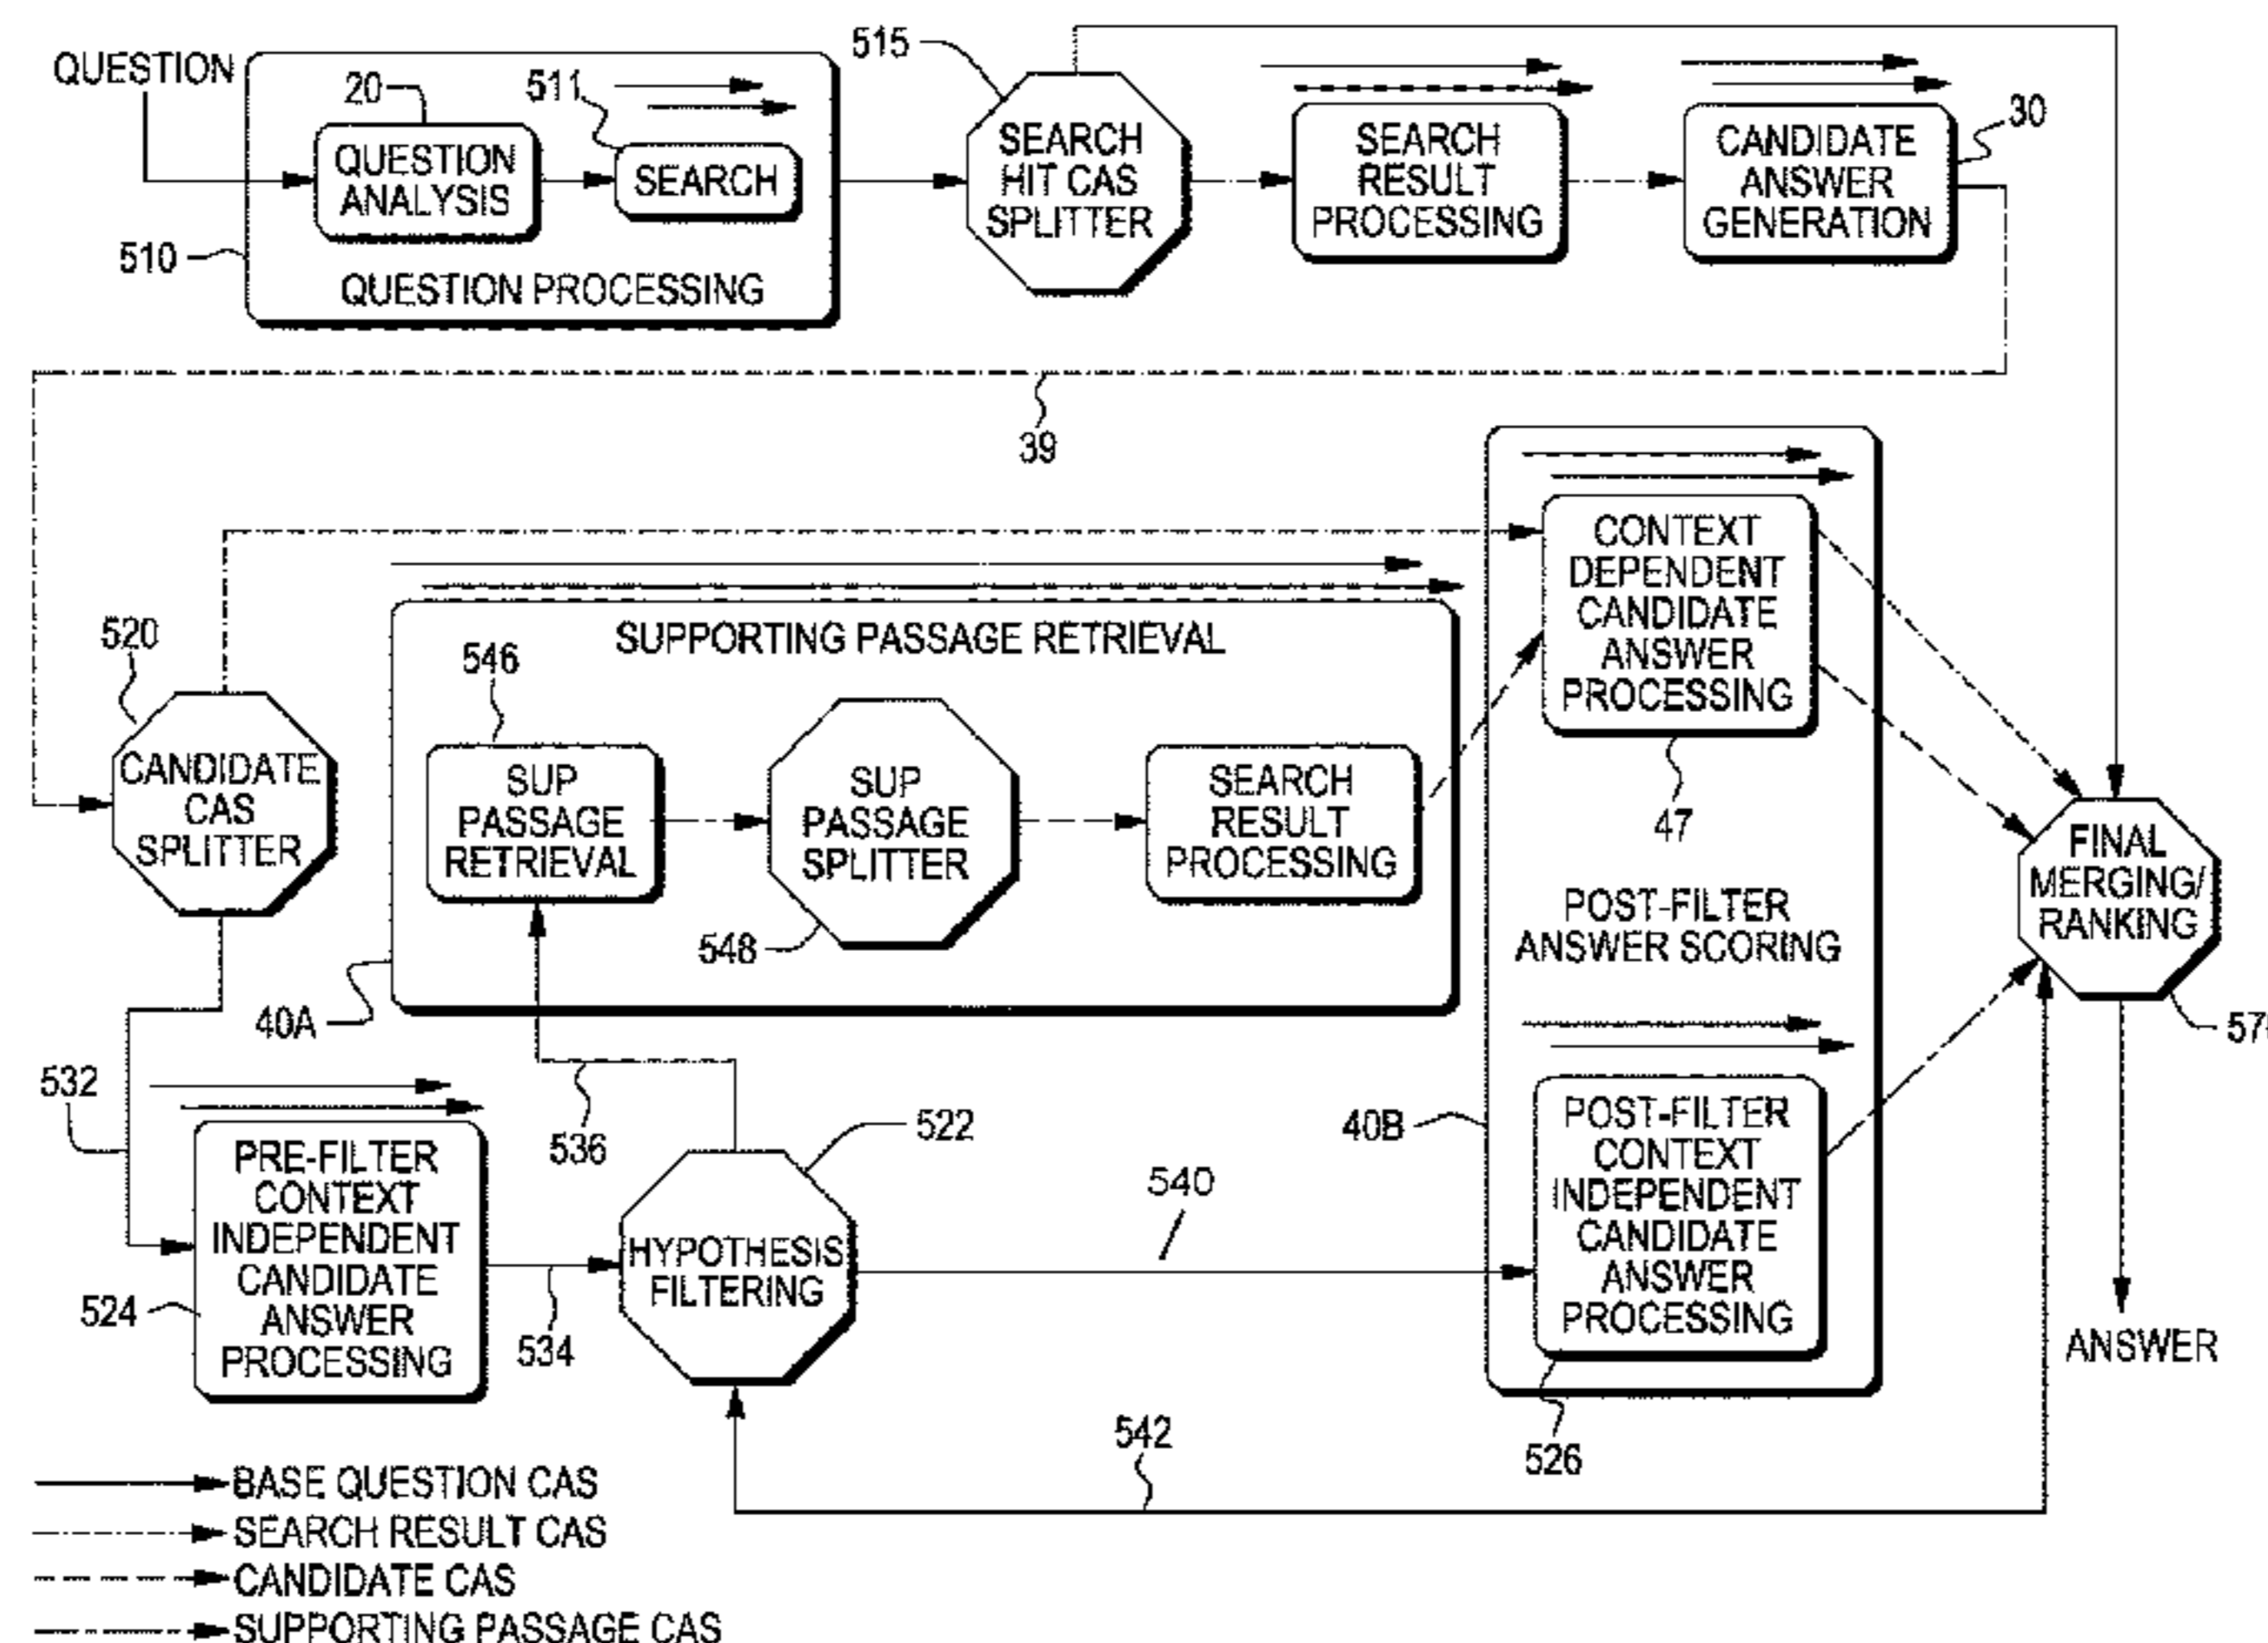 QUESTION
20
511
QUESTION
ANALYSIS
SEARCH
510
QUESTION PROCESSING
515
SEARCH
HIT CAS
SPLITTER
SEARCH
RESULT
PROCESSING
CANDIDATE
ANSWER
GENERATION
30
39
520
CANDIDATE
CAS
SPLITTER
SUPPORTING PASSAGE RETRIEVAL
546
SUP
PASSAGE
RETRIEVAL
SUP
PASSAGE
SPLITTER
548
SEARCH
RESULT
PROCESSING
40A
CONTEXT
DEPENDENT
CANDIDATE
ANSWER
PROCESSING
47
POST-FILTER
ANSWER SCORING
FINAL
MERGING/
RANKING
57
532
PRE-FILTER
CONTEXT
INDEPENDENT
CANDIDATE
ANSWER
PROCESSING
524
534
536
522
HYPOTHESIS
FILTERING
540
40B
POST-FILTER
CONTEXT
INDEPENDENT
CANDIDATE
ANSWER
PROCESSING
526
ANSWER
542
BASE QUESTION CAS
SEARCH RESULT CAS
CANDIDATE CAS
SUPPORTING PASSAGE CAS